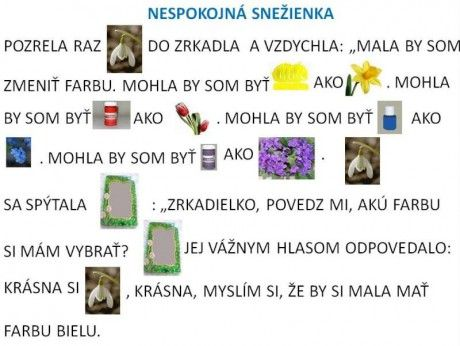 NESPOKOJNÁ SNEŽIENKA
POZRELA RAZ DO ZRKADLA A VZDYCHLA: „MALA BY SOM
ZMENIŤ FARBU. MOHLA BY SOM BYŤ AKO . MOHLA
BY SOM BYŤ AKO . MOHLA BY SOM BYŤ AKO
. MOHLA BY SOM BYŤ AKO .
SA SPÝTALA : „ZRKADIELKO, POVEDZ MI, AKÚ FARBU
SI MÁM VYBRAŤ? JEJ VÁŽNYM HLASOM ODPOVEDALO:
KRÁSNA SI , KRÁSNA, MYSLÍM SI, ŽE BY SI MALA MAŤ
FARBU BIELU.